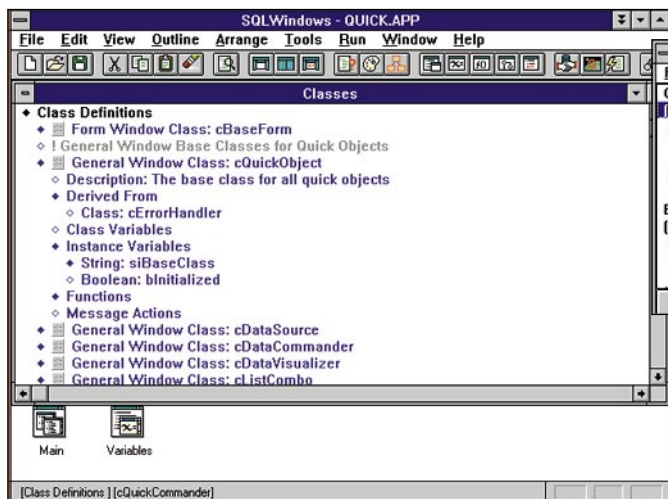 SQLWindows - QUICK.APP
File Edit View Outline Arrange Tools Run Window Help
Classes
Class Definitions
Form Window Class: cBaseForm
! General Window Base Classes for Quick Objects
General Window Class: cQuickObject
Description: The base class for all quick objects
Derived From
Class: cErrorHandler
Class Variables
Instance Variables
String: siBaseClass
Boolean: bInitialized
Functions
Message Actions
General Window Class: cDataSource
General Window Class: cDataCommander
General Window Class: cDataVisualizer
General Window Class: cListCombo
Main Variables
[Class Definitions ] [cQuickCommander]